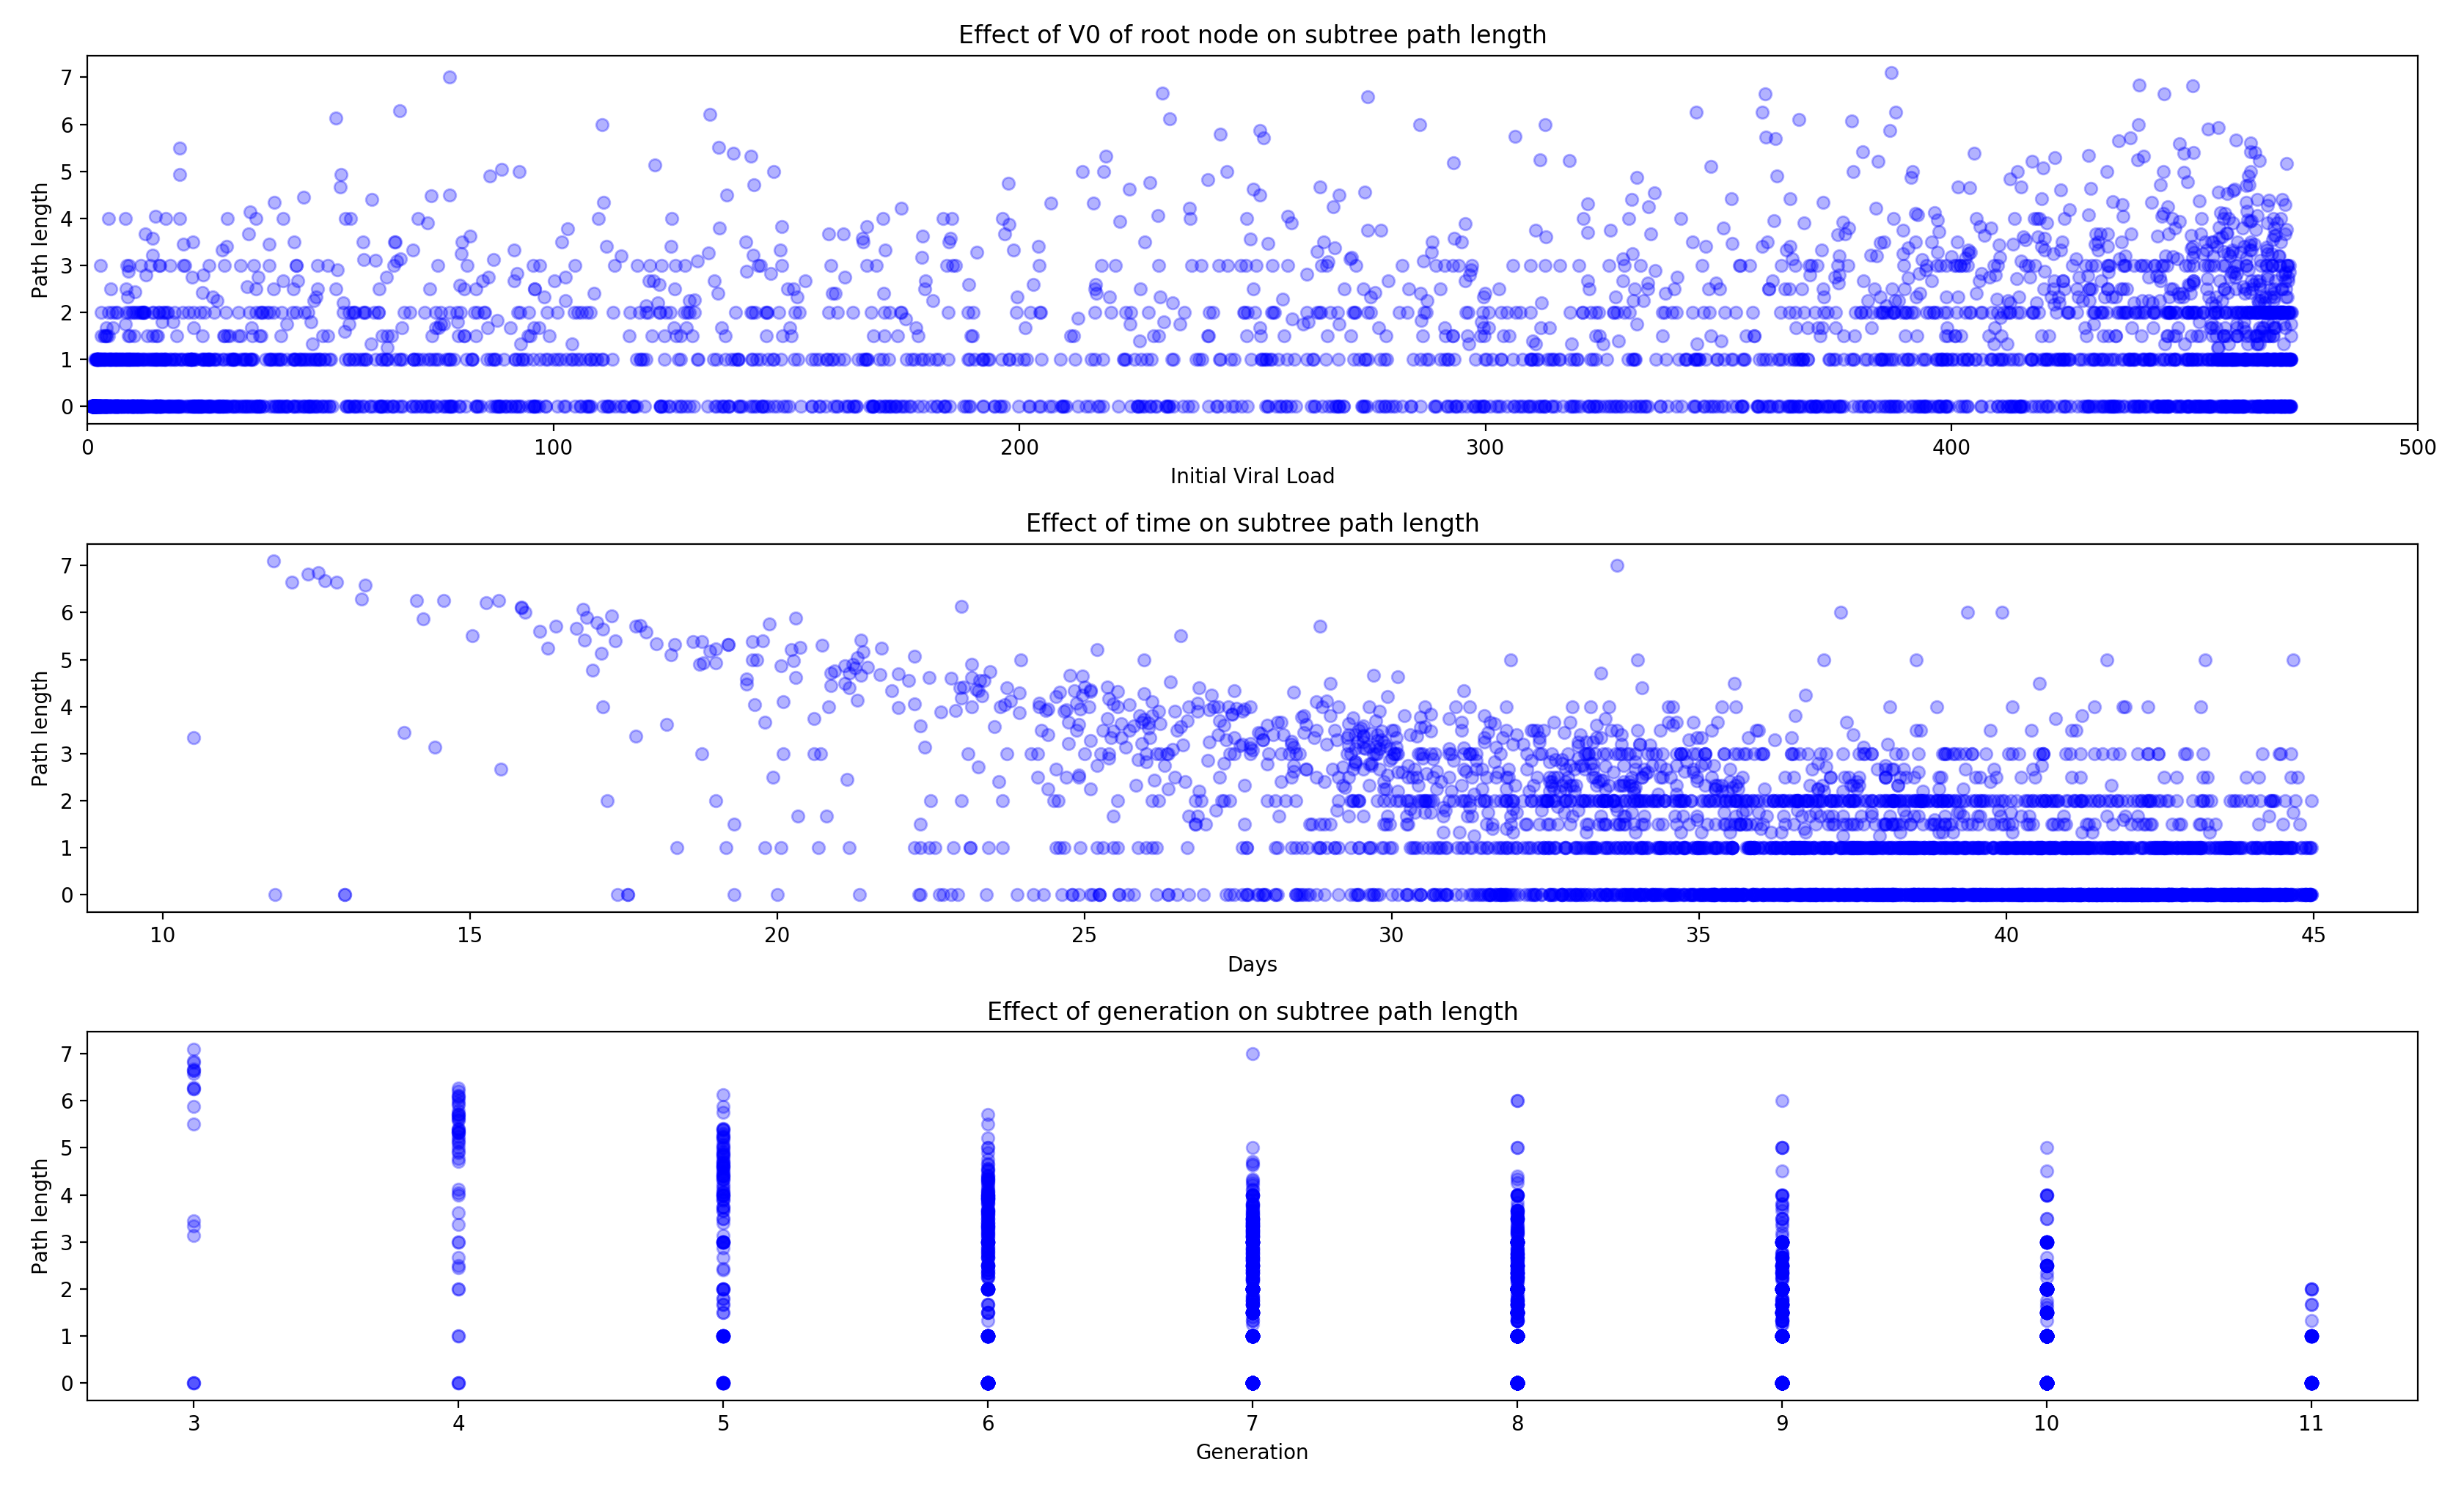 Effect of V0 of root node on subtree path length
Path length
7
6
5
4
3
2
1
0
0 100 200 300 400 500
Initial Viral Load
Effect of time on subtree path length
Path length
7
6
5
4
3
2
1
0
10 15 20 25 30 35 40 45
Days
Effect of generation on subtree path length
Path length
7
6
5
4
3
2
1
0
3 4 5 6 7 8 9 10 11
Generation